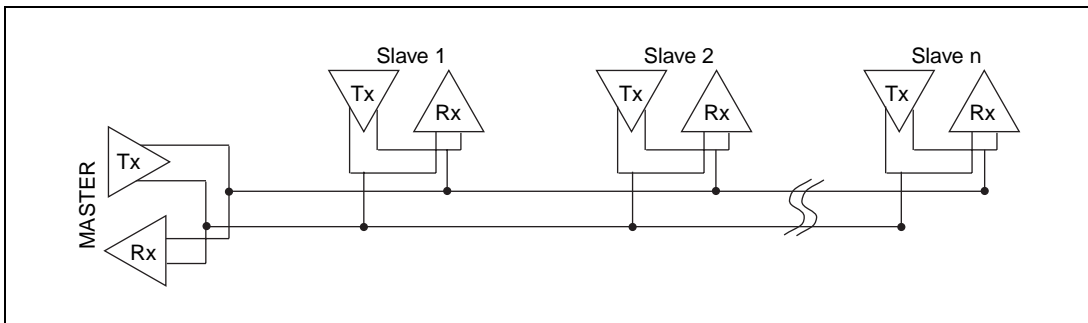 Slave 1
Slave 2
Slave n
Tx
Rx
Tx
Rx
Tx
Rx
MASTER
Tx
Rx